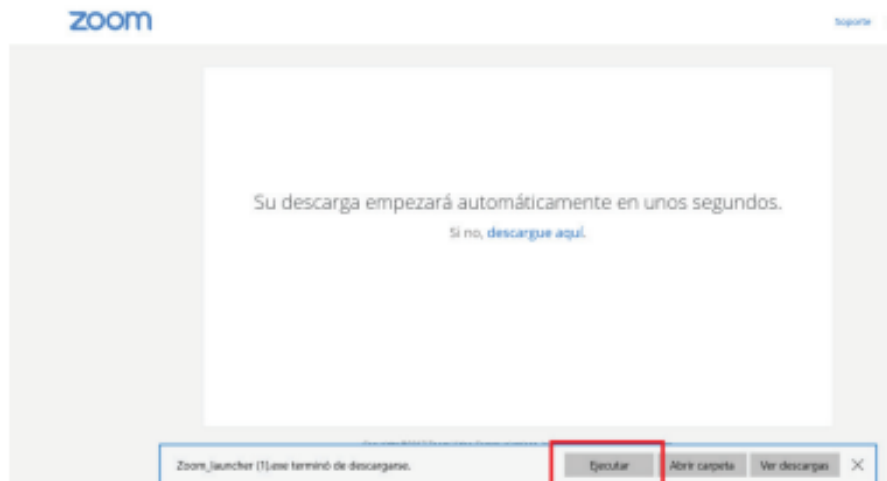 zoom
Soporte
Su descarga empezará automáticamente en unos segundos.
Si no, descargue aquí.
Zoom_launcher (1).exe terminó de descargarse.
Ejecutar
Abrir carpeta
Ver descargas